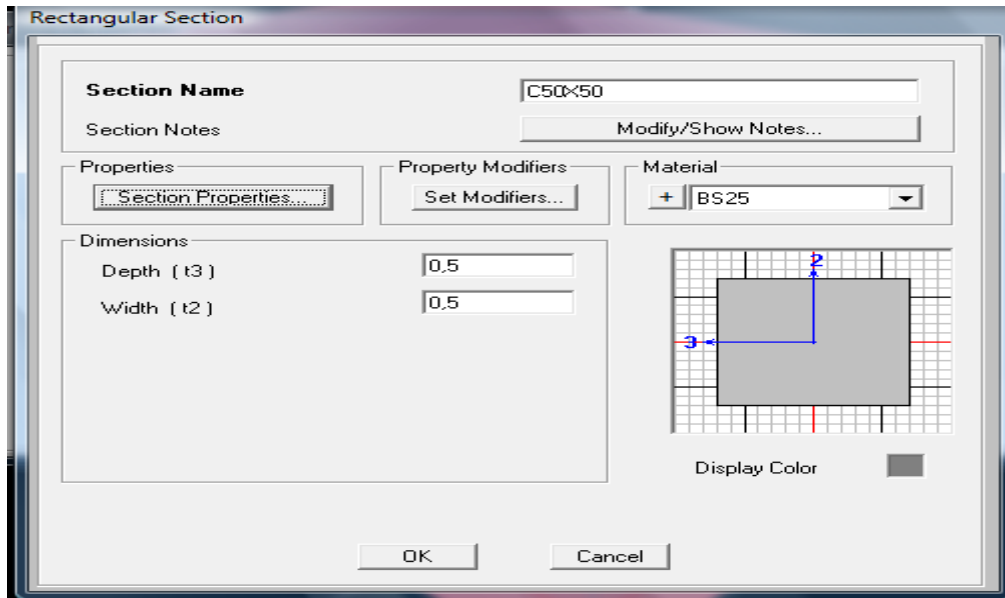 Rectangular Section
Section Name C50X50
Section Notes Modify/Show Notes...
Properties Property Modifiers Material
Section Properties... Set Modifiers... + BS25
Dimensions
Depth ( t3 ) 0,5
Width ( t2 ) 0,5
2
3
Display Color
OK Cancel